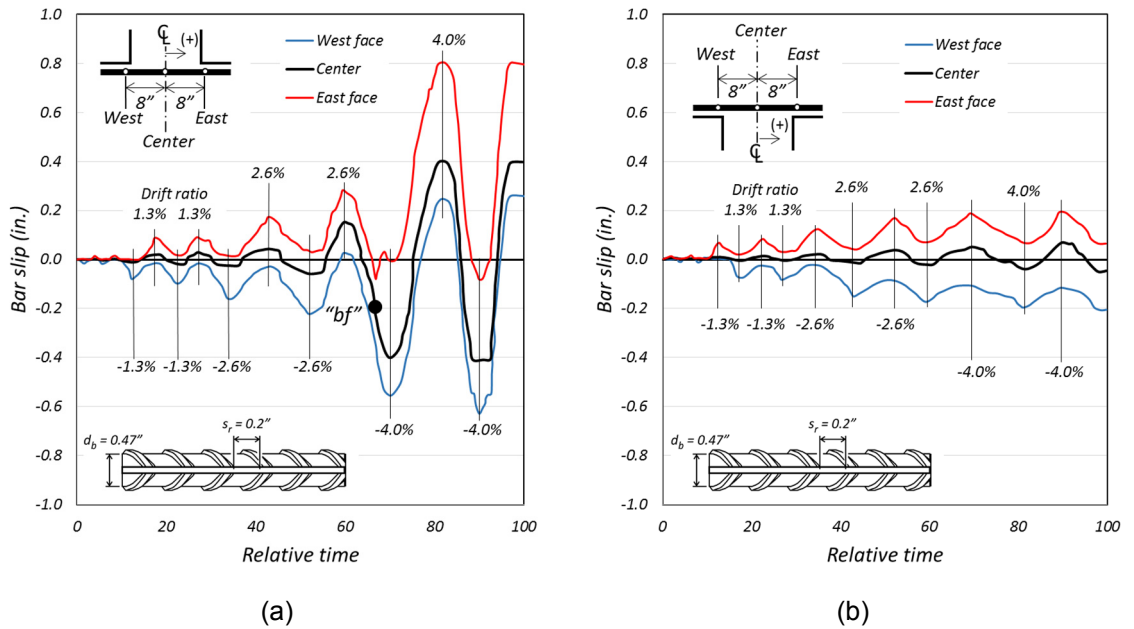 1.0
0.8
0.6
0.4
0.2
0.0
-0.2
-0.4
-0.6
-0.8
-1.0
Bar slip (in.)
0 20 40 60 80 100
Relative time
℄ (+)
8” 8”
West East
Center
West face
Center
East face
4.0%
2.6% 2.6%
Drift ratio
1.3% 1.3%
“bf”
-1.3% -1.3% -2.6% -2.6%
-4.0% -4.0%
s_r = 0.2”
d_b = 0.47”
(a)
1.0
0.8
0.6
0.4
0.2
0.0
-0.2
-0.4
-0.6
-0.8
-1.0
Bar slip (in.)
0 20 40 60 80 100
Relative time
Center
West East
8” 8”
℄ (+)
West face
Center
East face
Drift ratio
1.3% 1.3% 2.6% 2.6% 4.0%
-1.3% -1.3% -2.6% -2.6%
-4.0% -4.0%
s_r = 0.2”
d_b = 0.47”
(b)